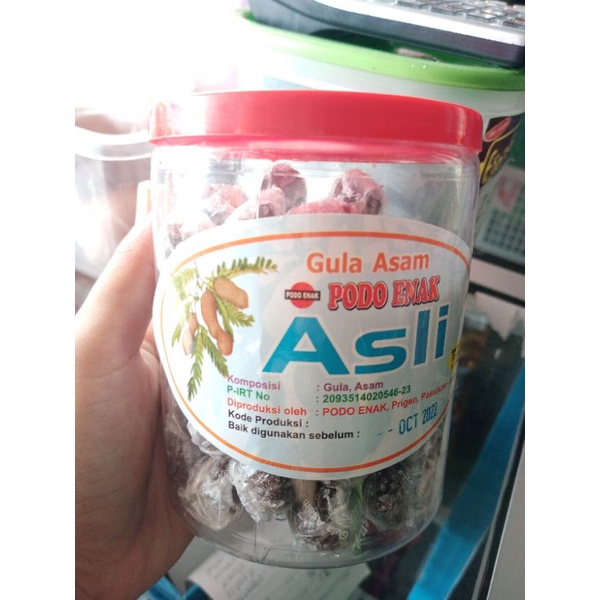 Gula Asam
PODO ENAK PODO ENAK
Asli
Komposisi : Gula, Asam
P-IRT No : 2093514020546-23
Diproduksi oleh : PODO ENAK, Prigen,
Kode Produksi :
Baik digunakan sebelum : -- OCT 2022